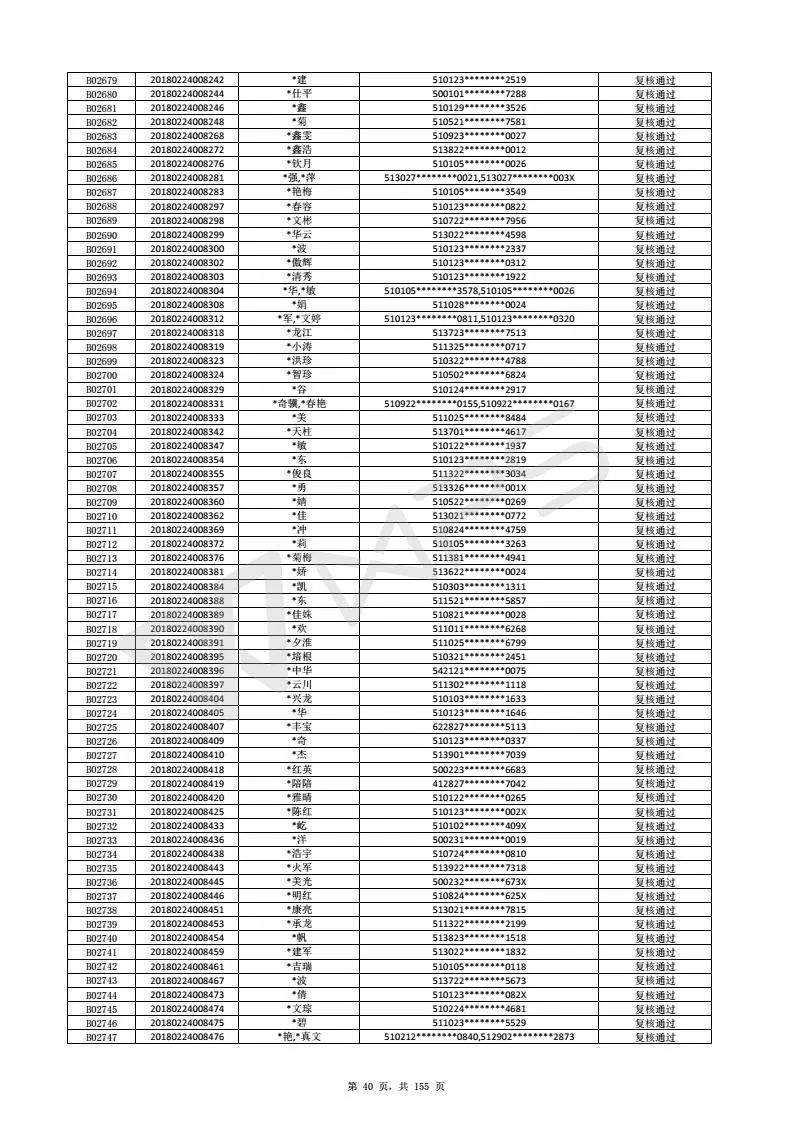 B02679 20180224008242 *建 510123********2519 复核通过
B02680 20180224008244 *仕平 500101********7288 复核通过
B02681 20180224008246 *鑫 510129********3526 复核通过
B02682 20180224008248 *菊 510521********7581 复核通过
B02683 20180224008268 *鑫雯 510923********0027 复核通过
B02684 20180224008272 *鑫浩 513822********0012 复核通过
B02685 20180224008276 *钦月 510105********0026 复核通过
B02686 20180224008281 *强,*萍 513027********0021,513027********003X 复核通过
B02687 20180224008283 *艳梅 510105********3549 复核通过
B02688 20180224008297 *春容 510123********0822 复核通过
B02689 20180224008298 *文彬 510722********7956 复核通过
B02690 20180224008299 *华云 513022********4598 复核通过
B02691 20180224008300 *波 510123********2337 复核通过
B02692 20180224008302 *傲辉 510123********0312 复核通过
B02693 20180224008303 *清秀 510123********1922 复核通过
B02694 20180224008304 *华,*敏 510105********3578,510105********0026 复核通过
B02695 20180224008308 *娟 511028********0024 复核通过
B02696 20180224008312 *军,*文婷 510123********0811,510123********0320 复核通过
B02697 20180224008318 *龙江 513723********7513 复核通过
B02698 20180224008319 *小涛 511325********0717 复核通过
B02699 20180224008323 *洪珍 510322********4788 复核通过
B02700 20180224008324 *智珍 510502********6824 复核通过
B02701 20180224008329 *谷 510124********2917 复核通过
B02702 20180224008331 *奇骥,*春艳 510922********0155,510922********0167 复核通过
B02703 20180224008333 *美 511025********8484 复核通过
B02704 20180224008342 *天柱 513701********4617 复核通过
B02705 20180224008347 *敏 510122********1937 复核通过
B02706 20180224008354 *东 510123********2819 复核通过
B02707 20180224008355 *俊良 511322********3034 复核通过
B02708 20180224008357 *勇 513326********001X 复核通过
B02709 20180224008360 *婧 510522********0269 复核通过
B02710 20180224008362 *佳 513021********0772 复核通过
B02711 20180224008369 *冲 510824********4759 复核通过
B02712 20180224008372 *莉 510105********3263 复核通过
B02713 20180224008376 *菊梅 511381********4941 复核通过
B02714 20180224008381 *娇 513622********0024 复核通过
B02715 20180224008384 *凯 510303********1311 复核通过
B02716 20180224008388 *东 511521********5857 复核通过
B02717 20180224008389 *佳姝 510821********0028 复核通过
B02718 20180224008390 *欢 511011********6268 复核通过
B02719 20180224008391 *夕淮 511025********6799 复核通过
B02720 20180224008395 *培根 510321********2451 复核通过
B02721 20180224008396 *中华 542121********0075 复核通过
B02722 20180224008397 *云川 511302********1118 复核通过
B02723 20180224008404 *兴龙 510103********1633 复核通过
B02724 20180224008405 *华 510123********1646 复核通过
B02725 20180224008407 *丰宝 622827********5113 复核通过
B02726 20180224008409 *奇 510123********0337 复核通过
B02727 20180224008410 *杰 513901********7039 复核通过
B02728 20180224008418 *红英 500223********6683 复核通过
B02729 20180224008419 *陪陪 412827********7042 复核通过
B02730 20180224008420 *雅晴 510122********0265 复核通过
B02731 20180224008425 *陈红 510123********002X 复核通过
B02732 20180224008433 *屹 510102********409X 复核通过
B02733 20180224008436 *洋 500231********0019 复核通过
B02734 20180224008438 *浩宇 510724********0810 复核通过
B02735 20180224008443 *火军 513922********7318 复核通过
B02736 20180224008445 *美光 500232********673X 复核通过
B02737 20180224008446 *明红 510824********625X 复核通过
B02738 20180224008451 *康亮 513021********7815 复核通过
B02739 20180224008453 *承龙 511322********2199 复核通过
B02740 20180224008454 *帆 513823********1518 复核通过
B02741 20180224008459 *建军 513022********1832 复核通过
B02742 20180224008461 *吉瑞 510105********0118 复核通过
B02743 20180224008467 *波 513722********5673 复核通过
B02744 20180224008473 *倩 510123********082X 复核通过
B02745 20180224008474 *文琼 510224********4681 复核通过
B02746 20180224008475 *碧 511023********5529 复核通过
B02747 20180224008476 *艳,*真文 510212********0840,512902********2873 复核通过
WPS
第 40 页，共 155 页